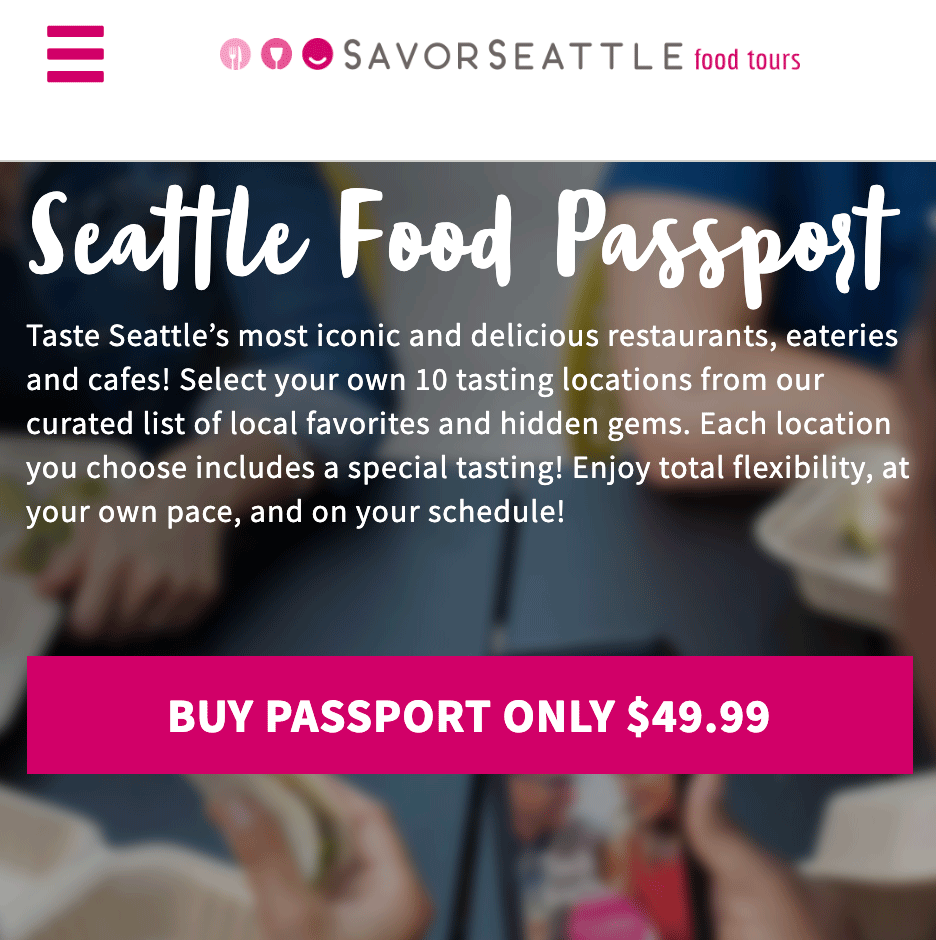 SAVORSEATTLE food tours
Seattle Food Passport
Taste Seattle’s most iconic and delicious restaurants, eateries
and cafes! Select your own 10 tasting locations from our
curated list of local favorites and hidden gems. Each location
you choose includes a special tasting! Enjoy total flexibility, at
your own pace, and on your schedule!
BUY PASSPORT ONLY $49.99